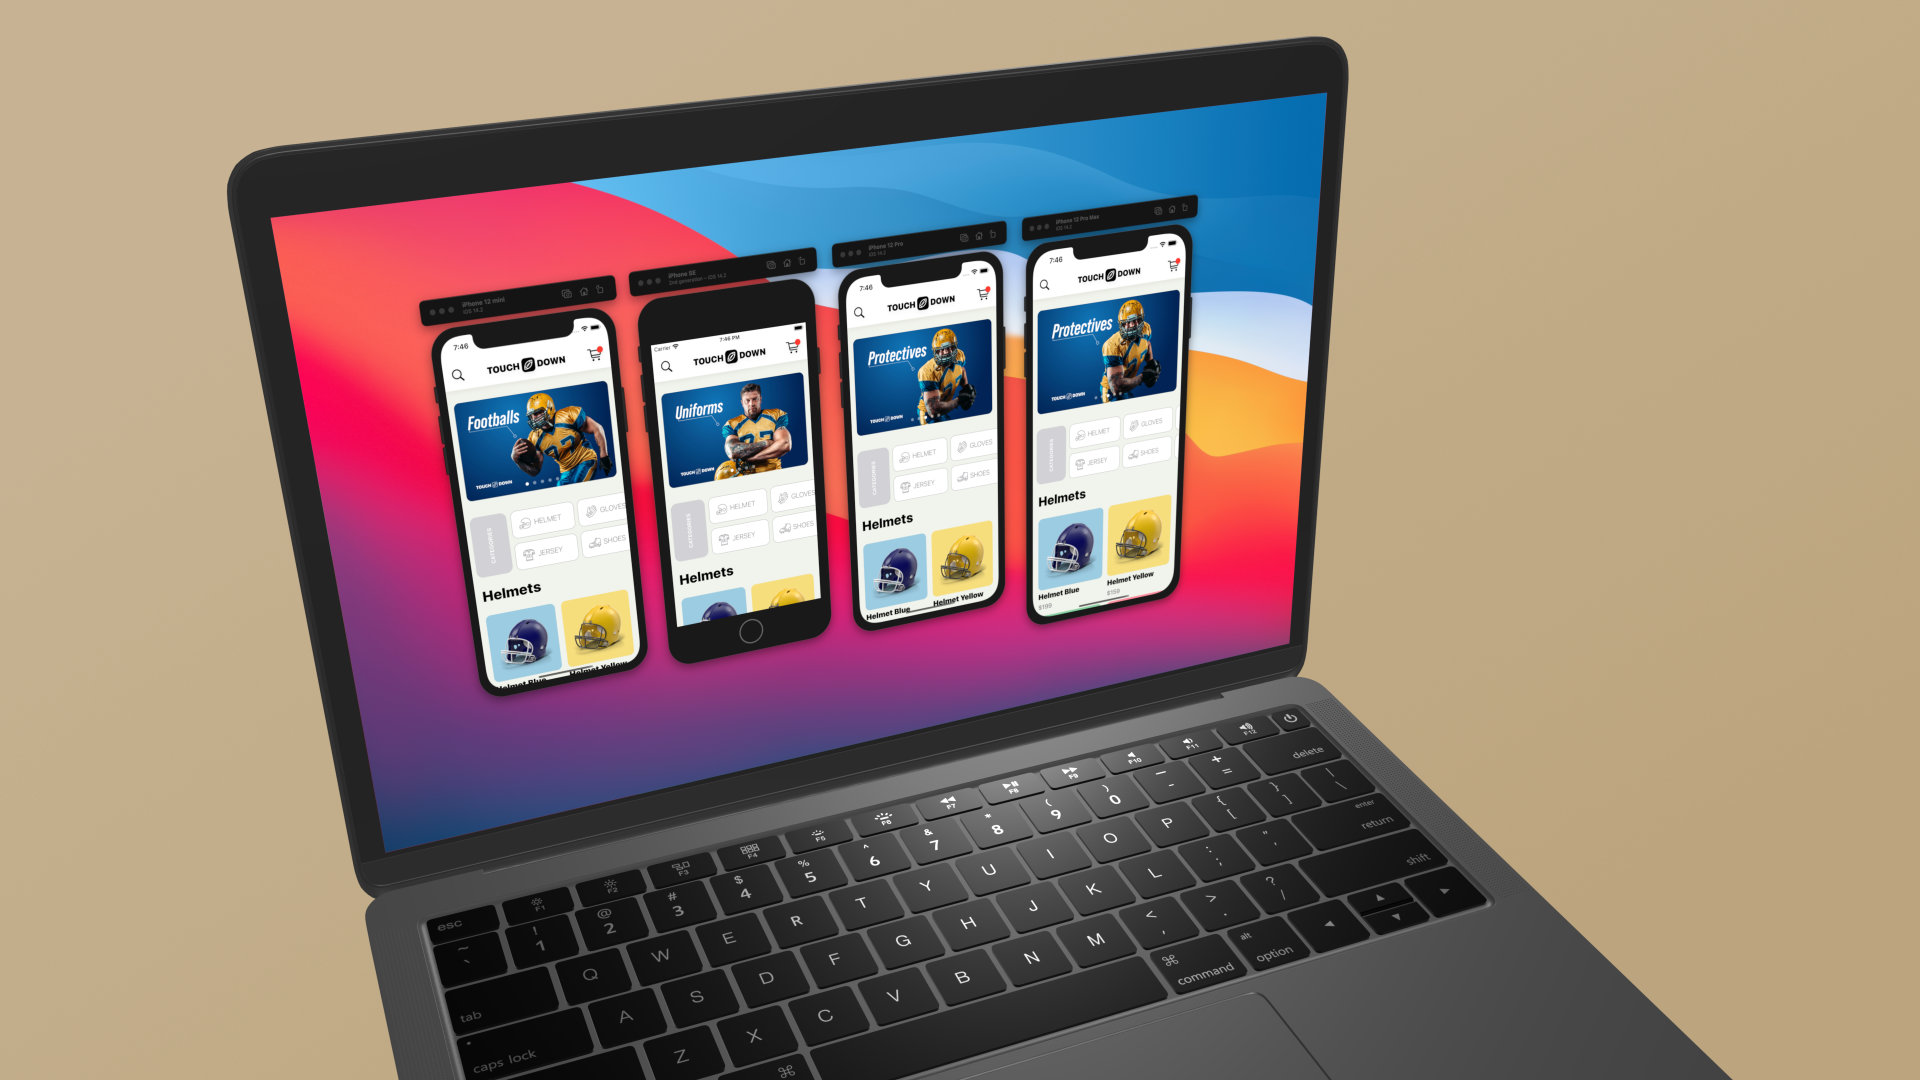 iPhone 12 mini
iOS 14.2
7:46
TOUCH DOWN
Footballs
TOUCH DOWN
CATEGORIES
HELMET
GLOVES
JERSEY
SHOES
Helmets
Helmet Blue
Helmet Yellow
iPhone SE
2nd generation – iOS 14.2
Carrier
7:46 PM
TOUCH DOWN
Uniforms
TOUCH DOWN
CATEGORIES
HELMET
GLOVES
JERSEY
SHOES
Helmets
iPhone 12 Pro
iOS 14.2
7:46
TOUCH DOWN
Protectives
TOUCH DOWN
CATEGORIES
HELMET
GLOVES
JERSEY
SHOES
Helmets
Helmet Blue
Helmet Yellow
iPhone 12 Pro Max
iOS 14.2
7:46
TOUCH DOWN
Protectives
TOUCH DOWN
CATEGORIES
HELMET
GLOVES
JERSEY
SHOES
Helmets
Helmet Blue
Helmet Yellow
$199
$159
esc F1 F2 F3 F4 F5 F6 F7 F8 F9 F10 F11 F12
~ ! @ # $ % ^ & * ( ) — +
` 1 2 3 4 5 6 7 8 9 0 - = delete
tab Q W E R T Y U I O P { [ } ] | \
caps lock A S D F G H J K L : ; " ' enter return
Z X C V B N M < , > . ? / shift
⌘ ⌘ command alt option